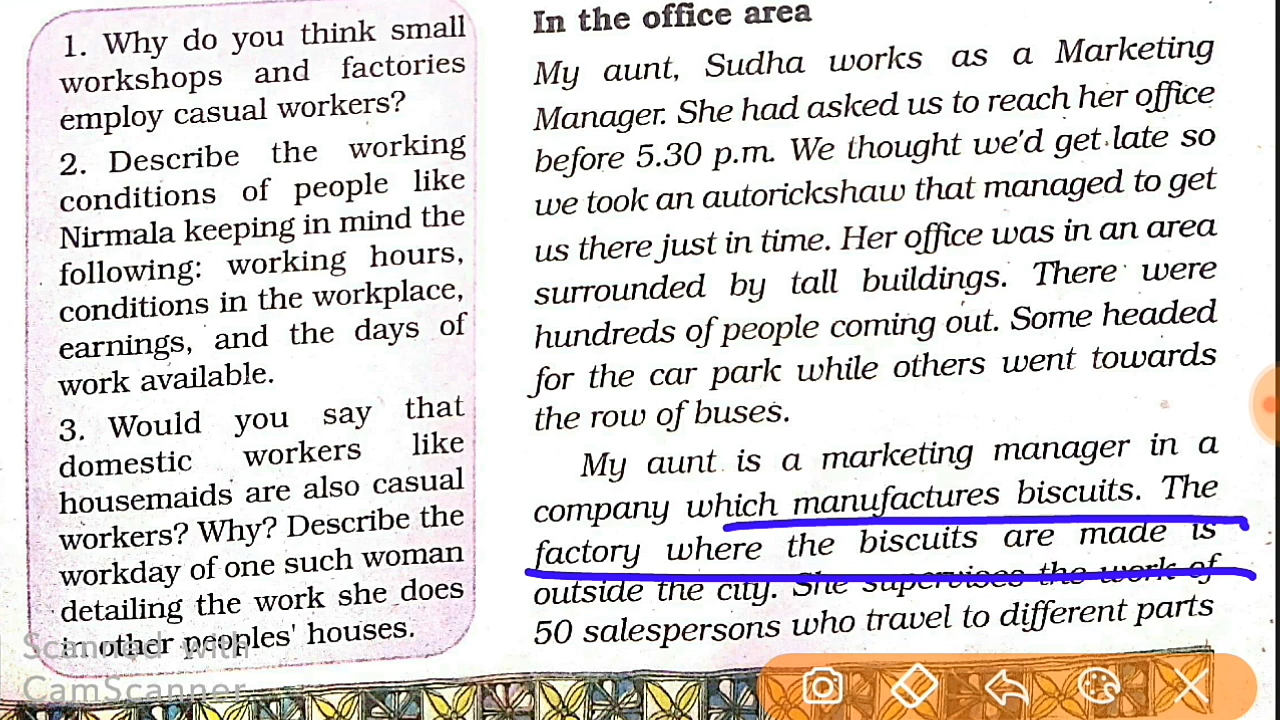 1. Why do you think small
workshops and factories
employ casual workers?
2. Describe the working
conditions of people like
Nirmala keeping in mind the
following: working hours,
conditions in the workplace,
earnings, and the days of
work available.
3. Would you say that
domestic workers like
housemaids are also casual
workers? Why? Describe the
workday of one such woman
detailing the work she does
in other peoples' houses.
Scanned with
CamScanner
In the office area
My aunt, Sudha works as a Marketing
Manager. She had asked us to reach her office
before 5.30 p.m. We thought we'd get late so
we took an autorickshaw that managed to get
us there just in time. Her office was in an area
surrounded by tall buildings. There were
hundreds of people coming out. Some headed
for the car park while others went towards
the row of buses.
My aunt is a marketing manager in a
company which manufactures biscuits. The
factory where the biscuits are made is
outside the city. She supervises the work of
50 salespersons who travel to different parts